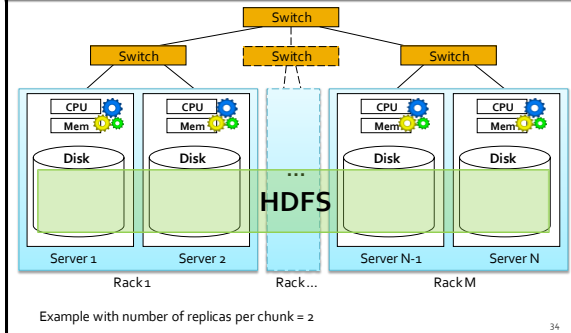 Switch
Switch Switch Switch
CPU CPU CPU CPU
Mem Mem Mem Mem
Disk Disk Disk Disk
...
HDFS
Server 1 Server 2 Server N-1 Server N
Rack 1 Rack ... Rack M
Example with number of replicas per chunk = 2
34